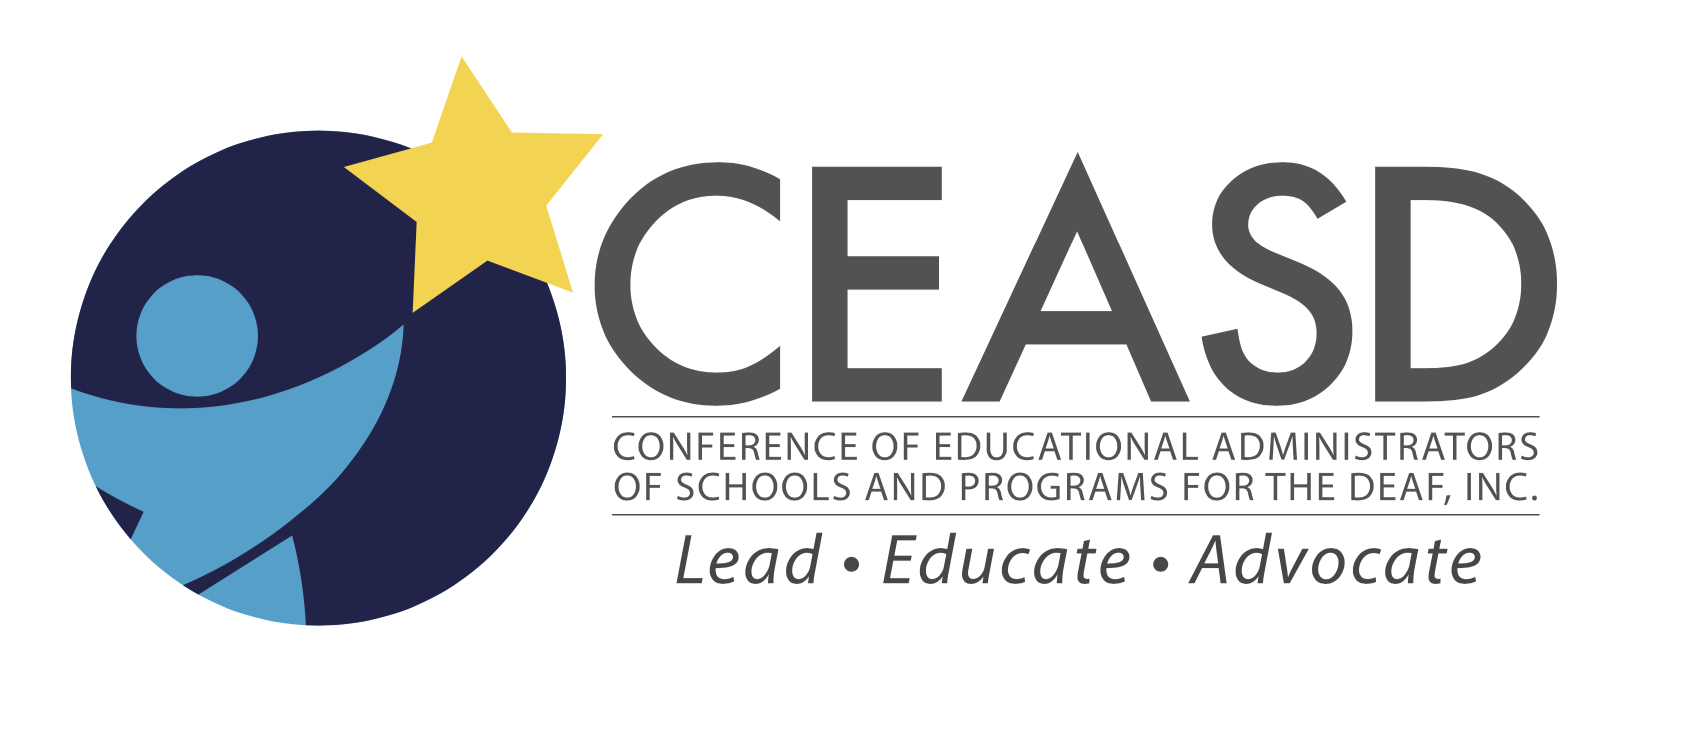 CEASD
CONFERENCE OF EDUCATIONAL ADMINISTRATORS
OF SCHOOLS AND PROGRAMS FOR THE DEAF, INC.
Lead • Educate • Advocate